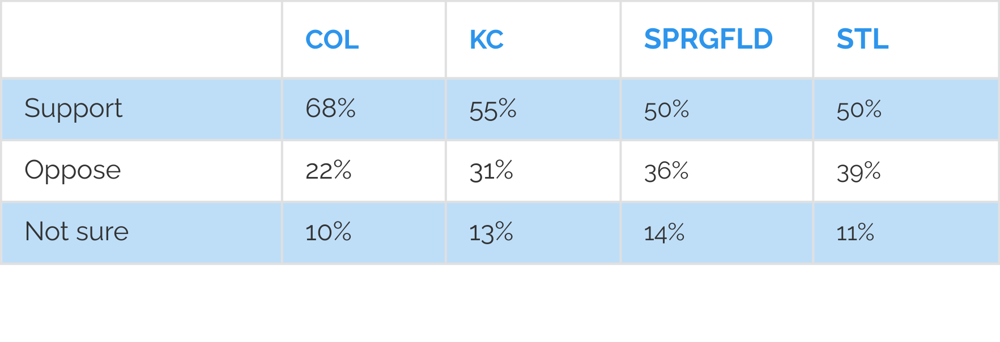 COL KC SPRGFLD STL
Support 68% 55% 50% 50%
Oppose 22% 31% 36% 39%
Not sure 10% 13% 14% 11%